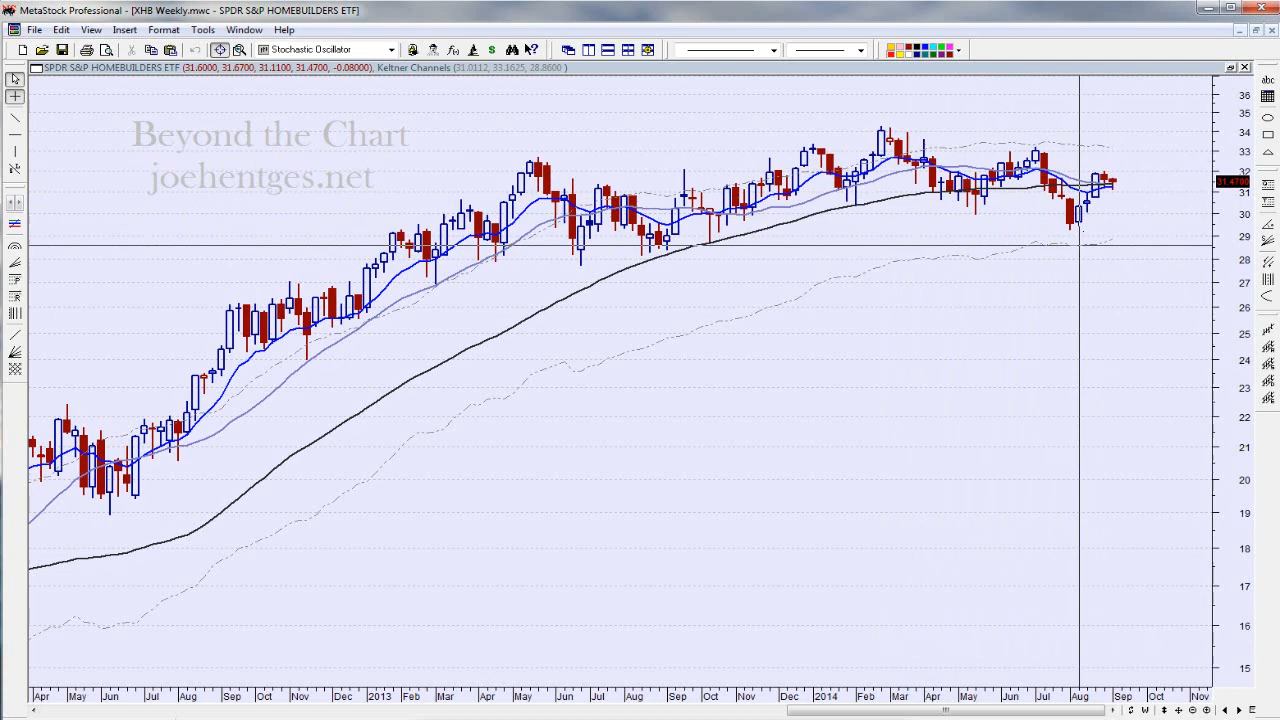 MetaStock Professional - [XHB Weekly.mwc - SPDR S&P HOMEBUILDERS ETF]
File Edit View Insert Format Tools Window Help
Stochastic Oscillator
SPDR S&P HOMEBUILDERS ETF (31.6000, 31.6700, 31.1100, 31.4700, -0.08000), Keltner Channels (31.0112, 33.1625, 28.8600 )
abc
Beyond the Chart
joehentges.net
36
35
34
33
32
31.4700
31
30
29
28
27
26
25
24
23
22
21
20
19
18
17
16
15
Apr May Jun Jul Aug Sep Oct Nov Dec 2013 Feb Mar Apr May Jun Jul Aug Sep Oct Nov Dec 2014 Feb Mar Apr May Jun Jul Aug Sep Oct Nov